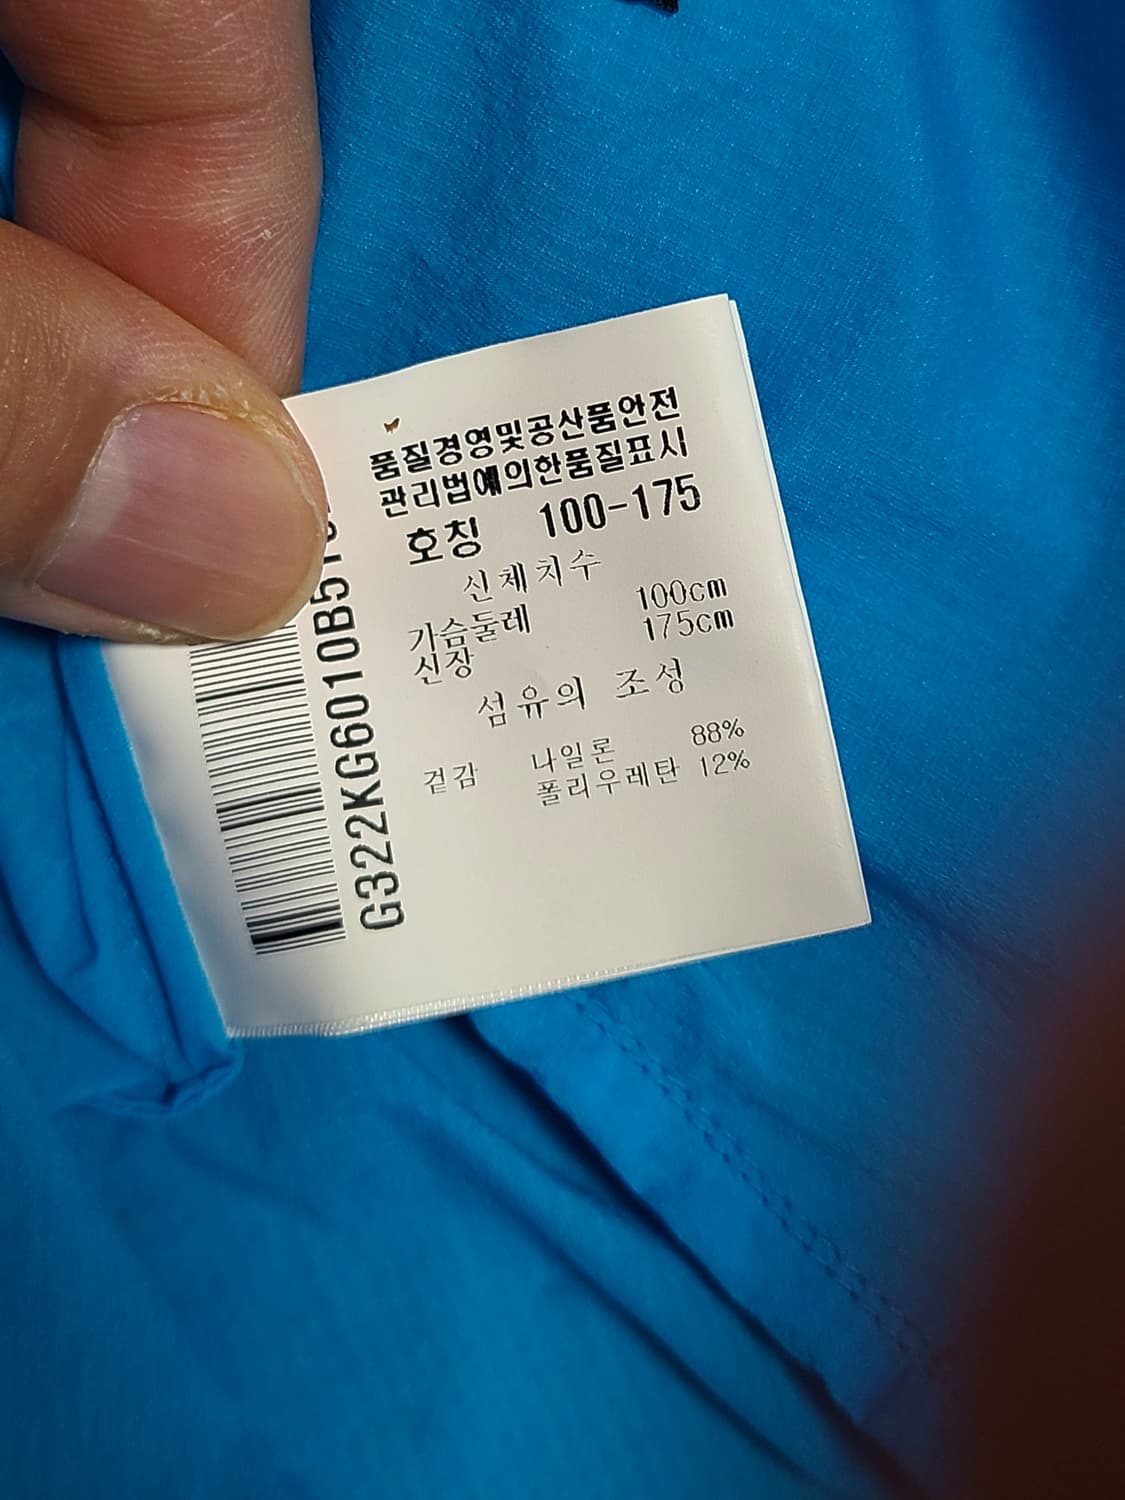 품질경영및공산품안전
관리법예의한품질표시
호칭 100-175
신체치수
가슴둘레 100cm
신장 175cm
섬유의 조성
겉감 나일론 88%
폴리우레탄 12%